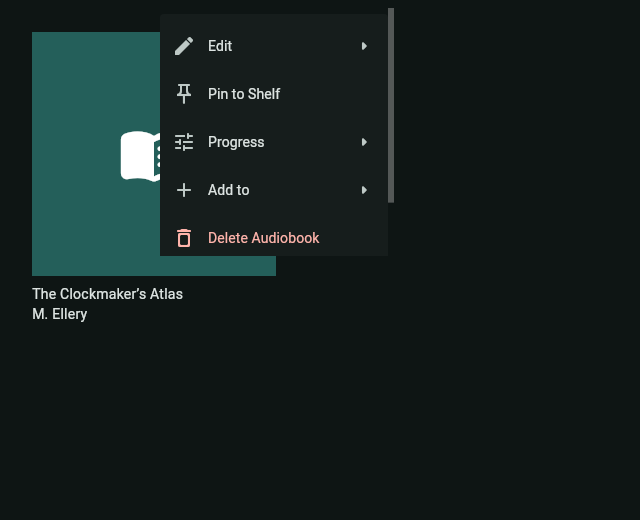 Edit
Pin to Shelf
Progress
Add to
Delete Audiobook
The Clockmaker’s Atlas
M. Ellery